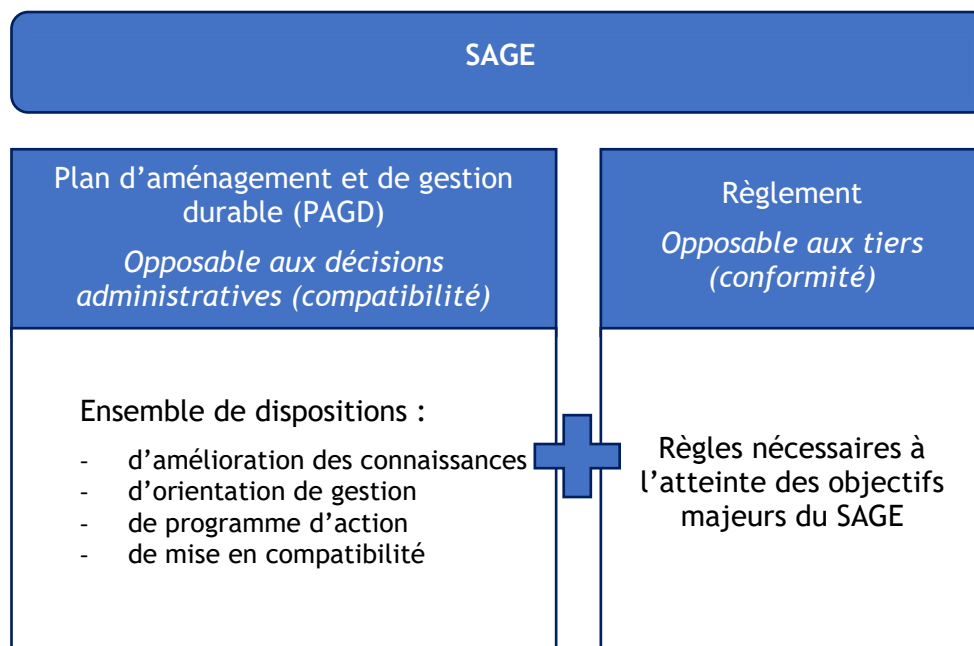 SAGE
Plan d’aménagement et de gestion
durable (PAGD)
Opposable aux décisions
administratives (compatibilité)
Ensemble de dispositions :
- d’amélioration des connaissances
- d’orientation de gestion
- de programme d’action
- de mise en compatibilité
Règlement
Opposable aux tiers
(conformité)
Règles nécessaires à
l’atteinte des objectifs
majeurs du SAGE